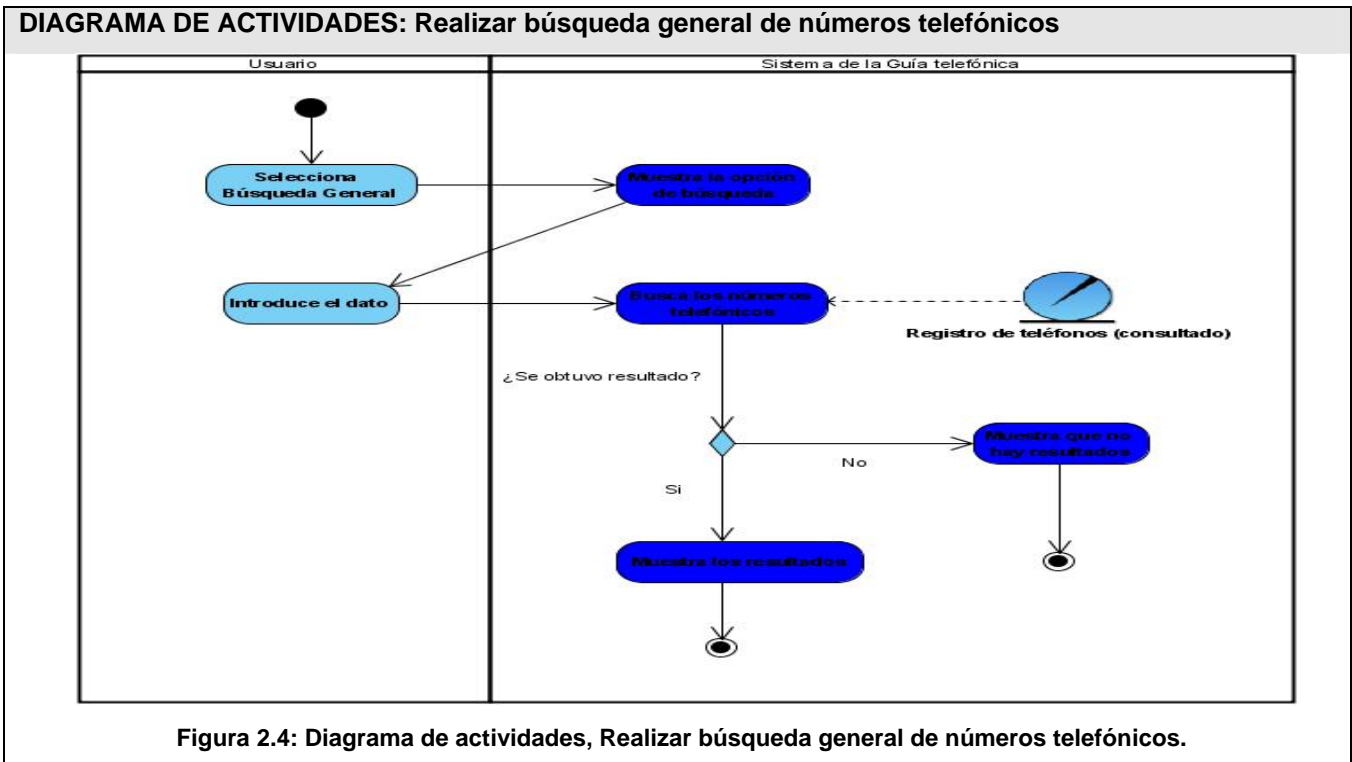 DIAGRAMA DE ACTIVIDADES: Realizar búsqueda general de números telefónicos
Usuario
Sistema de la Guía telefónica
Selecciona
Búsqueda General
Muestra la opción
de búsqueda
Introduce el dato
Busca los números
telefónicos
Registro de teléfonos (consultado)
¿Se obtuvo resultado?
Muestra que no
hay resultados
No
Si
Muestra los resultados
Figura 2.4: Diagrama de actividades, Realizar búsqueda general de números telefónicos.